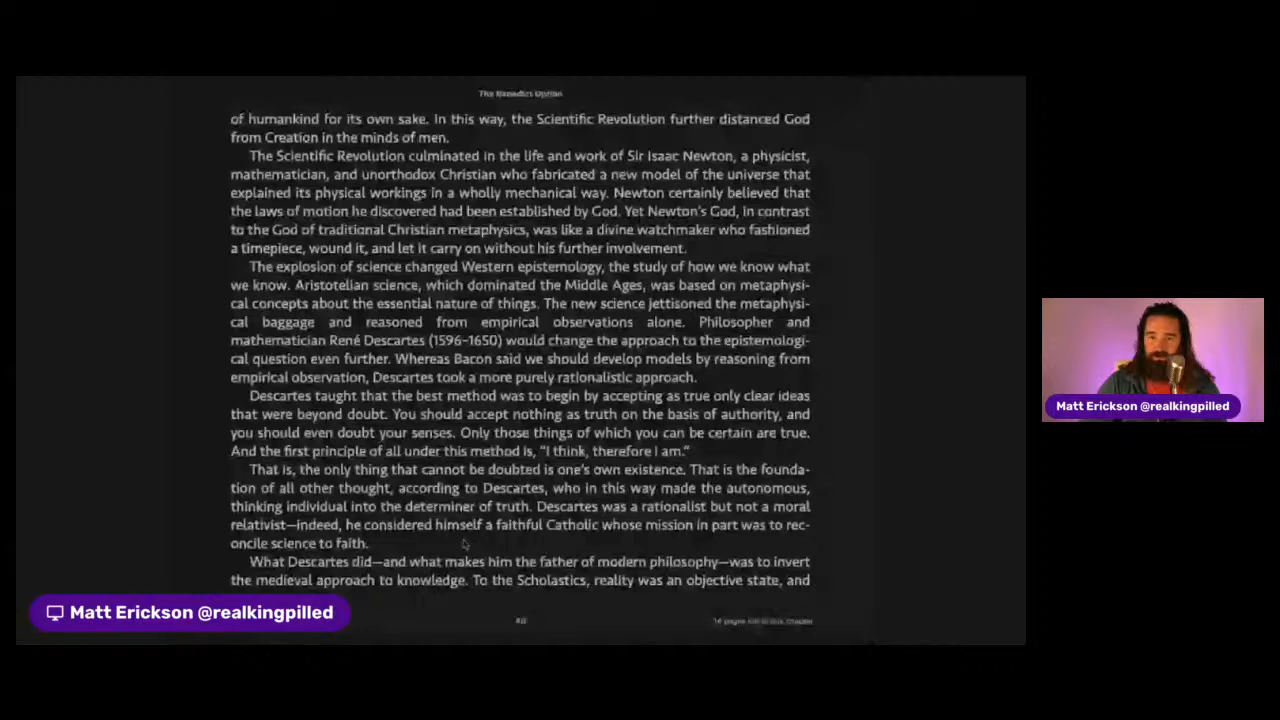 The Benedict Option
of humankind for its own sake. In this way, the Scientific Revolution further distanced God
from Creation in the minds of men.
The Scientific Revolution culminated in the life and work of Sir Isaac Newton, a physicist,
mathematician, and unorthodox Christian who fabricated a new model of the universe that
explained its physical workings in a wholly mechanical way. Newton certainly believed that
the laws of motion he discovered had been established by God. Yet Newton's God, in contrast
to the God of traditional Christian metaphysics, was like a divine watchmaker who fashioned
a timepiece, wound it, and let it carry on without his further involvement.
The explosion of science changed Western epistemology, the study of how we know what
we know. Aristotelian science, which dominated the Middle Ages, was based on metaphysi-
cal concepts about the essential nature of things. The new science jettisoned the metaphysi-
cal baggage and reasoned from empirical observations alone. Philosopher and
mathematician René Descartes (1596–1650) would change the approach to the epistemologi-
cal question even further. Whereas Bacon said we should develop models by reasoning from
empirical observation, Descartes took a more purely rationalistic approach.
Descartes taught that the best method was to begin by accepting as true only clear ideas
that were beyond doubt. You should accept nothing as truth on the basis of authority, and
you should even doubt your senses. Only those things of which you can be certain are true.
And the first principle of all under this method is, "I think, therefore I am."
That is, the only thing that cannot be doubted is one's own existence. That is the founda-
tion of all other thought, according to Descartes, who in this way made the autonomous,
thinking individual into the determiner of truth. Descartes was a rationalist but not a moral
relativist—indeed, he considered himself a faithful Catholic whose mission in part was to rec-
oncile science to faith.
What Descartes did—and what makes him the father of modern philosophy—was to invert
the medieval approach to knowledge. To the Scholastics, reality was an objective state, and
pages left in this chapter
Matt Erickson @realkingpilled
Matt Erickson @realkingpilled